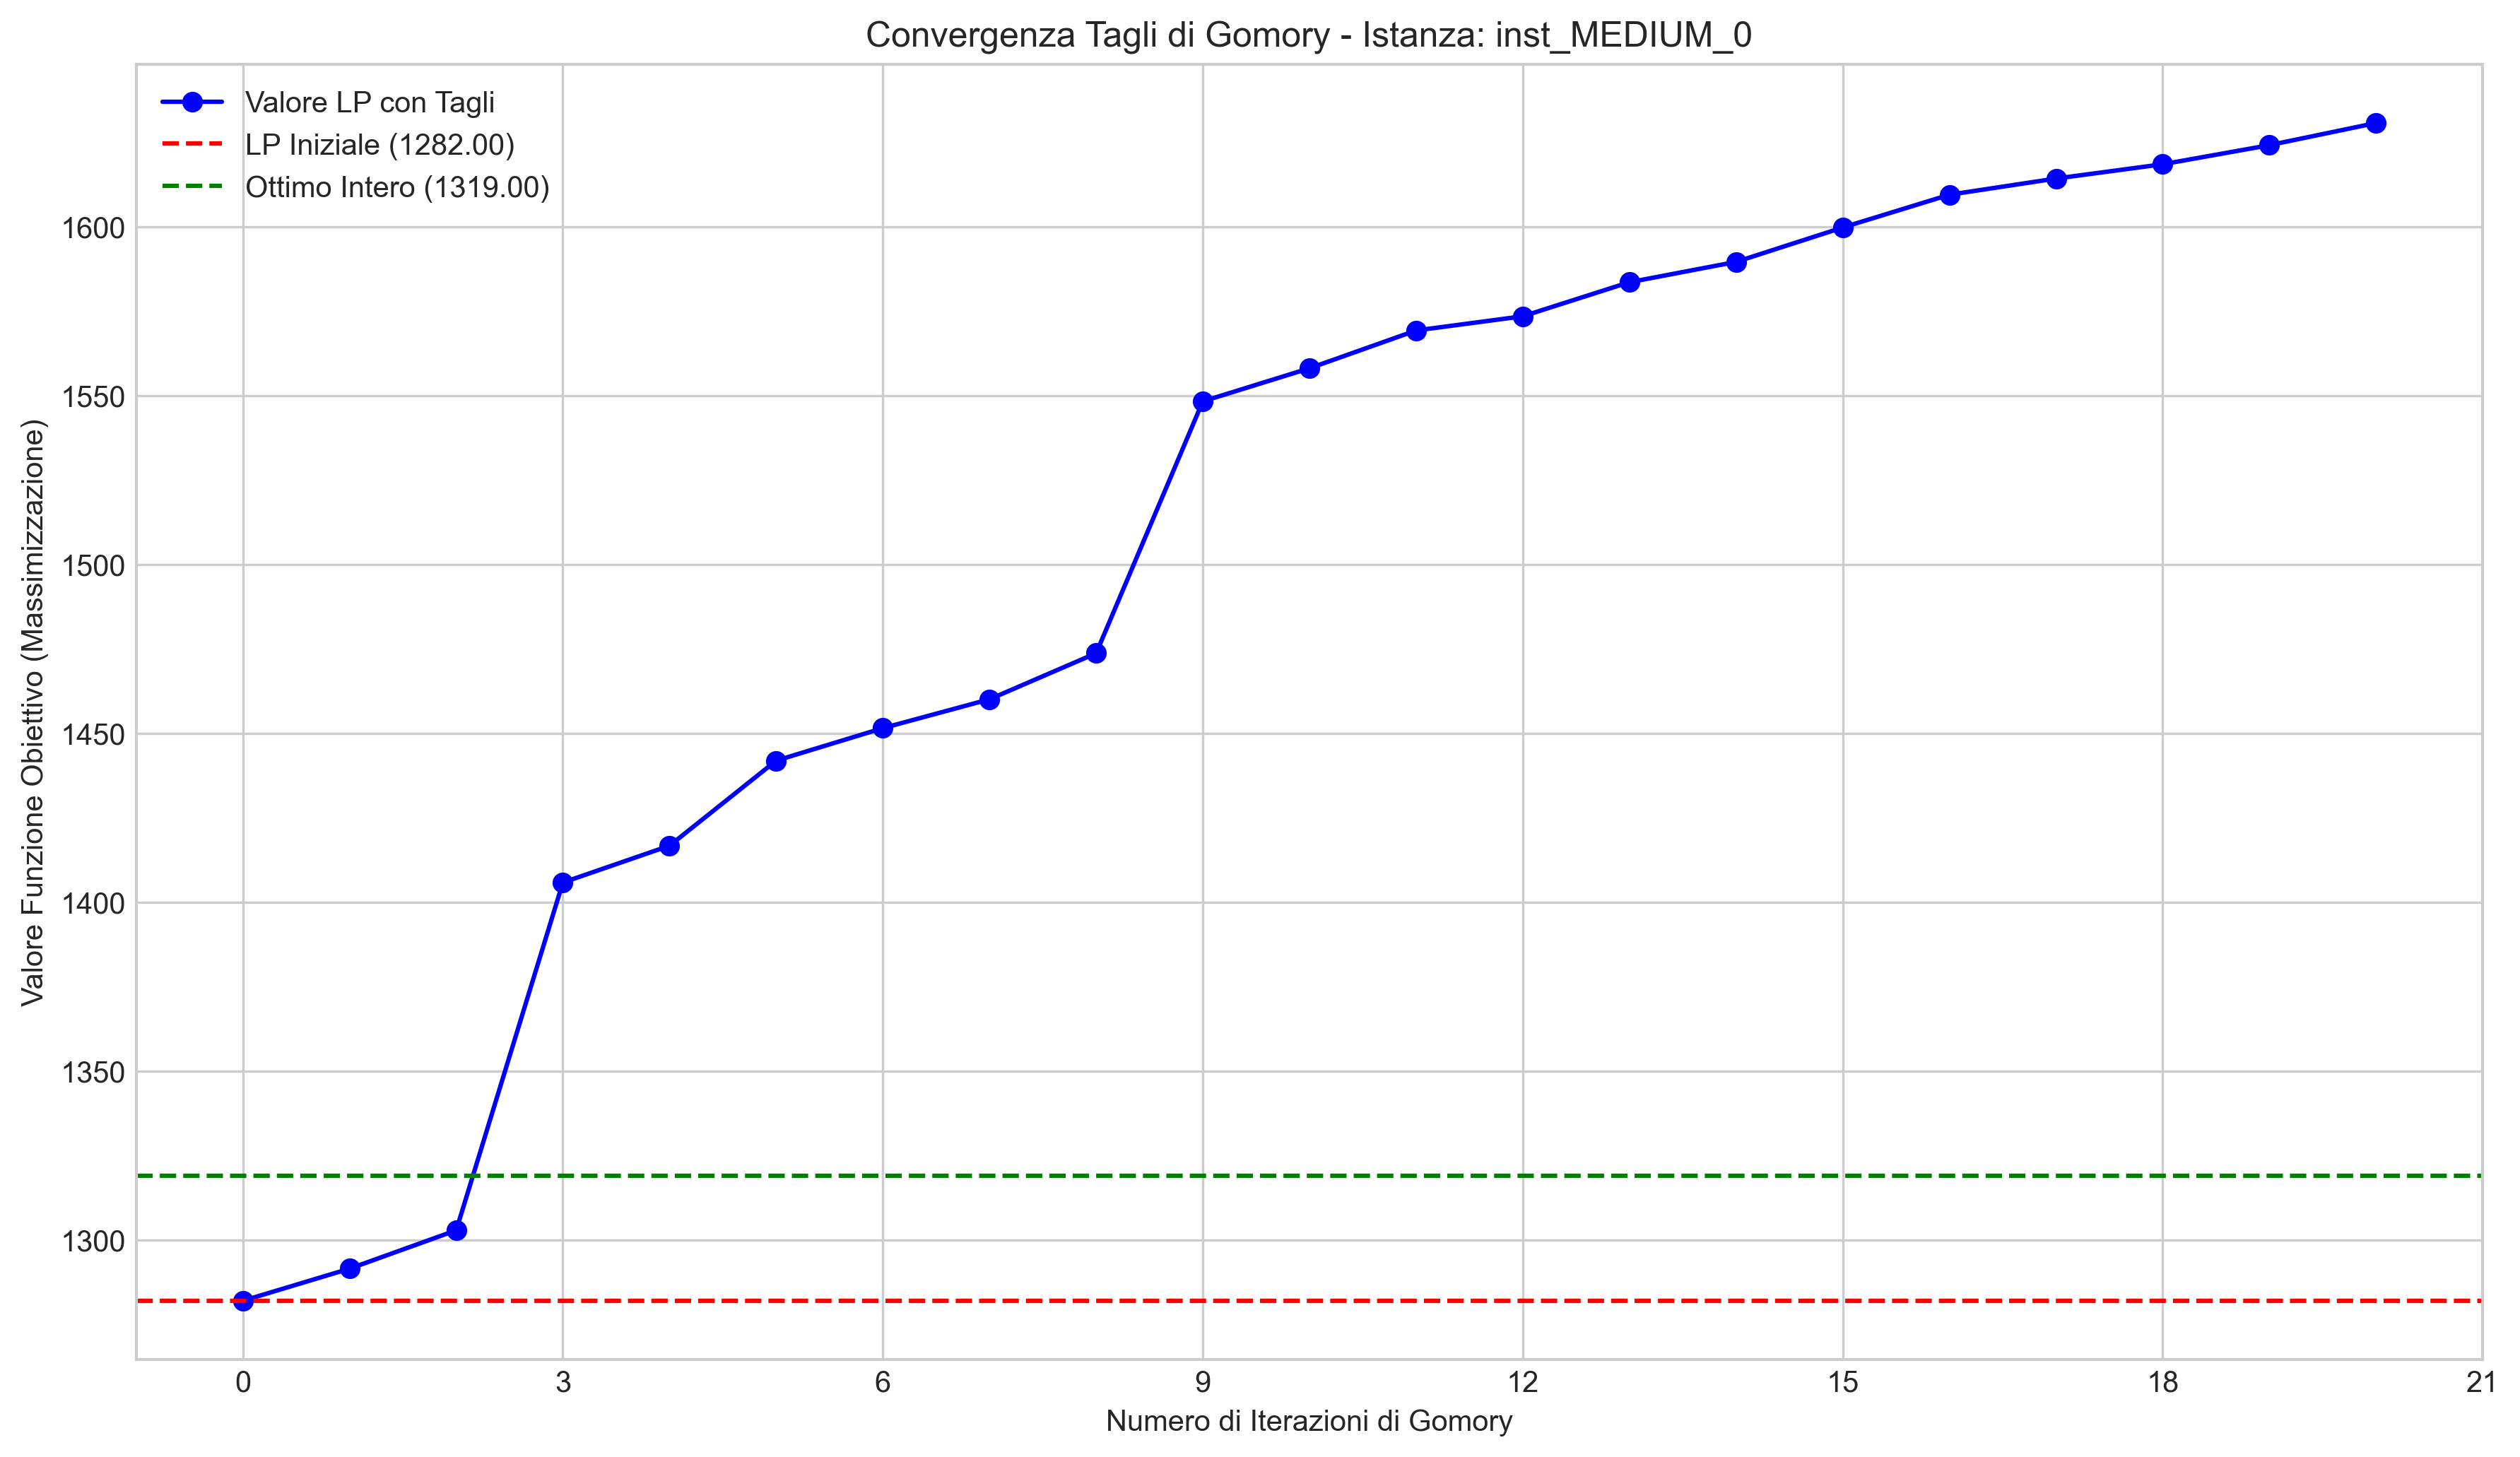 Convergenza Tagli di Gomory - Istanza: inst_MEDIUM_0
Valore LP con Tagli
LP Iniziale (1282.00)
Ottimo Intero (1319.00)
Valore Funzione Obiettivo (Massimizzazione)
1600
1550
1500
1450
1400
1350
1300
0 3 6 9 12 15 18 21
Numero di Iterazioni di Gomory